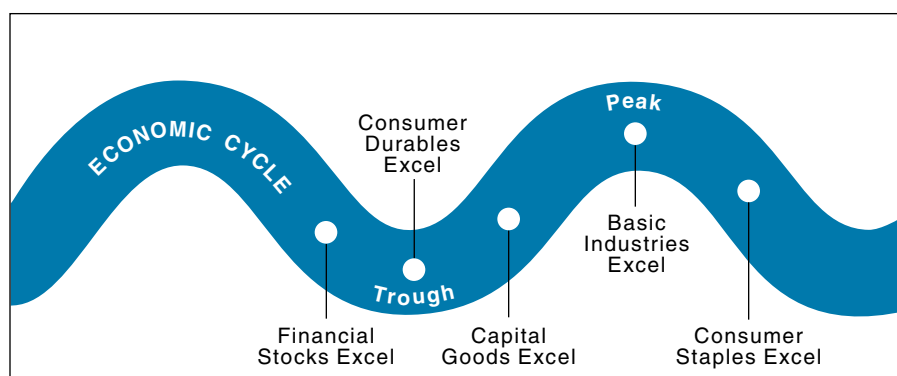 ECONOMIC CYCLE
Consumer
Durables
Excel
Peak
Trough
Financial
Stocks Excel
Capital
Goods Excel
Basic
Industries
Excel
Consumer
Staples Excel